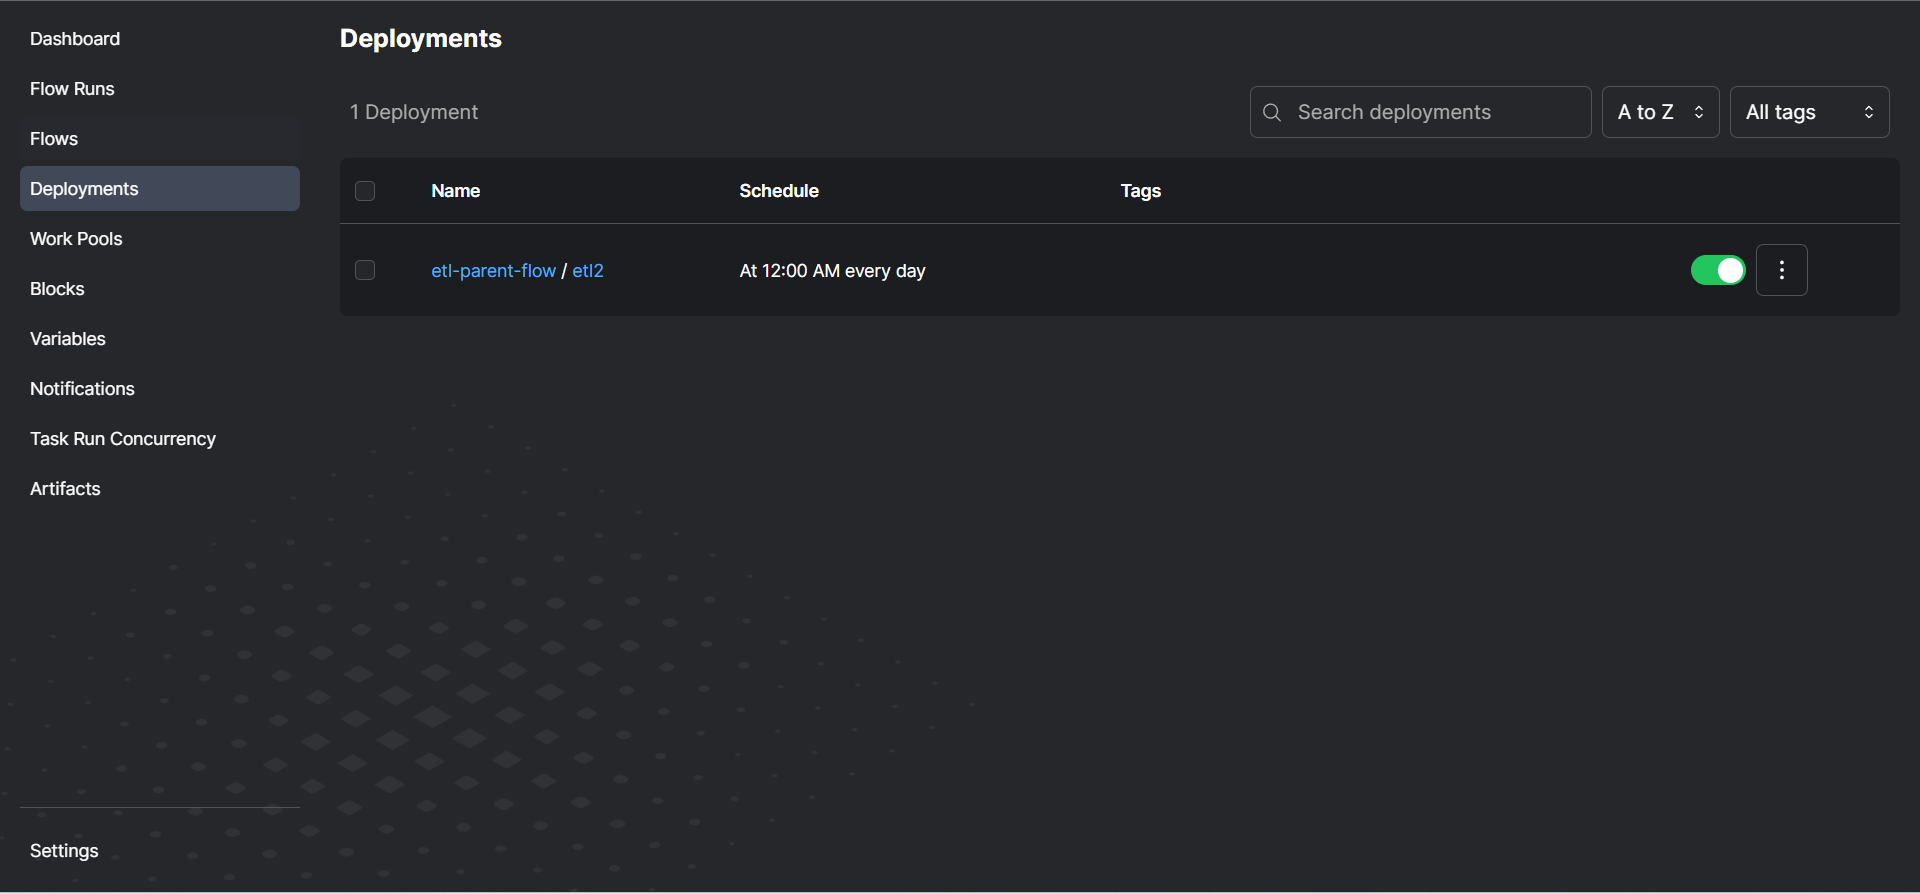 Dashboard
Flow Runs
Flows
Deployments
Work Pools
Blocks
Variables
Notifications
Task Run Concurrency
Artifacts
Settings
Deployments
1 Deployment
Search deployments
A to Z
All tags
Name Schedule Tags
etl-parent-flow / etl2 At 12:00 AM every day